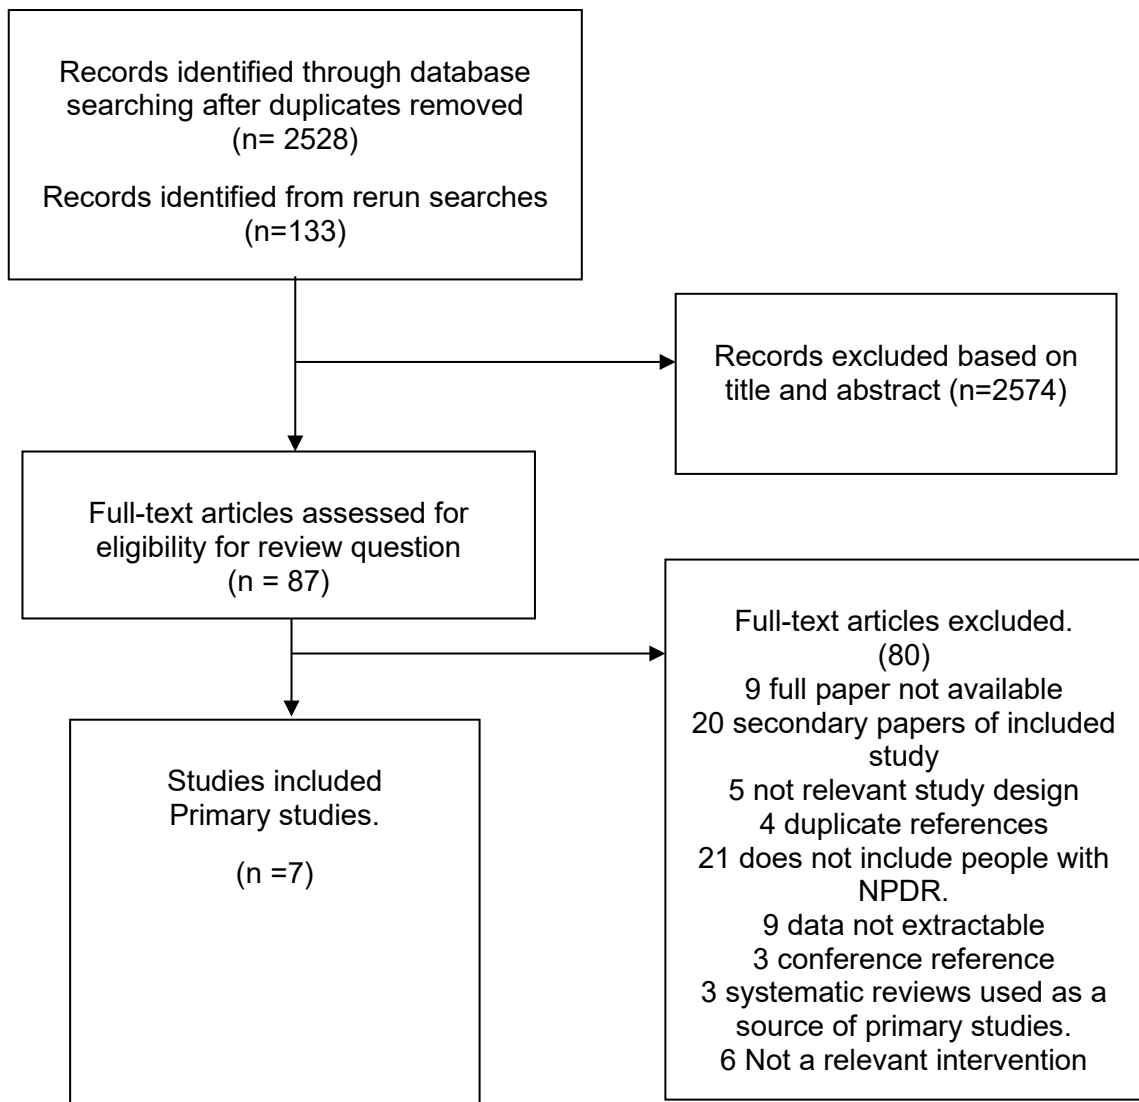 Records identified through database
searching after duplicates removed
(n= 2528)
Records identified from rerun searches
(n=133)
Records excluded based on
title and abstract (n=2574)
Full-text articles assessed for
eligibility for review question
(n = 87)
Full-text articles excluded.
(80)
9 full paper not available
20 secondary papers of included
study
5 not relevant study design
4 duplicate references
21 does not include people with
NPDR.
9 data not extractable
3 conference reference
3 systematic reviews used as a
source of primary studies.
6 Not a relevant intervention
Studies included
Primary studies.
(n =7)